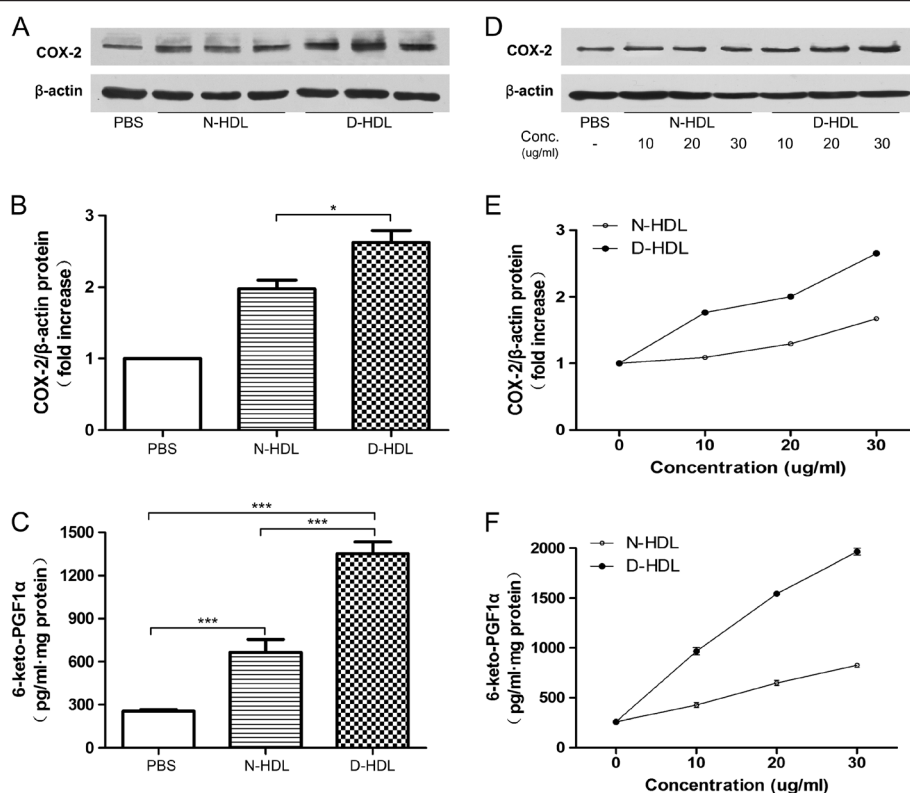 A
COX-2
β-actin
PBS N-HDL D-HDL
D
COX-2
β-actin
PBS N-HDL D-HDL
Conc. (ug/ml) - 10 20 30 10 20 30
B
COX-2/β-actin protein
(fold increase)
3
2
1
0
*
PBS N-HDL D-HDL
E
COX-2/β-actin protein
(fold increase)
N-HDL
D-HDL
3
2
1
0
0 10 20 30
Concentration (ug/ml)
C
6-keto-PGF1α
(pg/ml·mg protein)
1500
1200
900
600
300
0
***
***
***
PBS N-HDL D-HDL
F
6-keto-PGF1α
(pg/ml·mg protein)
N-HDL
D-HDL
2000
1500
1000
500
0
0 10 20 30
Concentration (ug/ml)